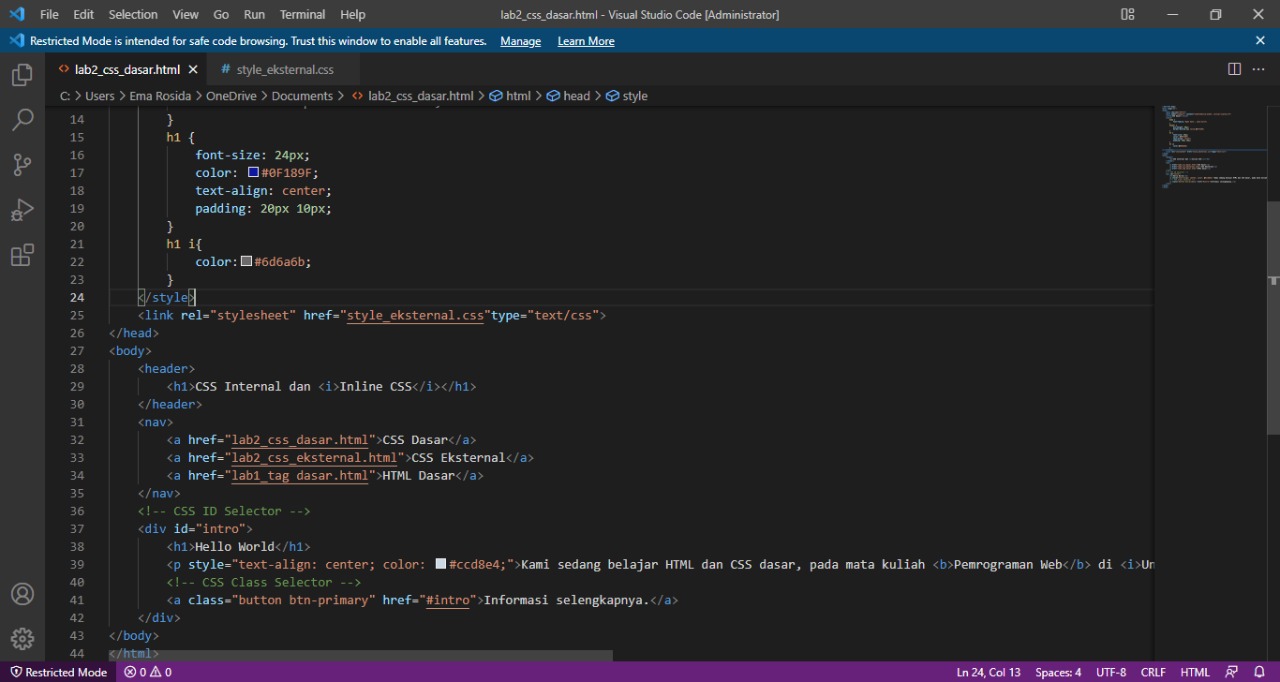 File Edit Selection View Go Run Terminal Help lab2_css_dasar.html - Visual Studio Code [Administrator]
Restricted Mode is intended for safe code browsing. Trust this window to enable all features. Manage Learn More
lab2_css_dasar.html # style_eksternal.css
C: > Users > Ema Rosida > OneDrive > Documents > lab2_css_dasar.html > html > head > style
14 }
15 h1 {
16 font-size: 24px;
17 color: #0F189F;
18 text-align: center;
19 padding: 20px 10px;
20 }
21 h1 i{
22 color:#6d6a6b;
23 }
24 </style>
25 <link rel="stylesheet" href="style_eksternal.css"type="text/css">
26 </head>
27 <body>
28 <header>
29 <h1>CSS Internal dan <i>Inline CSS</i></h1>
30 </header>
31 <nav>
32 <a href="lab2_css_dasar.html">CSS Dasar</a>
33 <a href="lab2_css_eksternal.html">CSS Eksternal</a>
34 <a href="lab1_tag_dasar.html">HTML Dasar</a>
35 </nav>
36 <!-- CSS ID Selector -->
37 <div id="intro">
38 <h1>Hello World</h1>
39 <p style="text-align: center; color: #ccd8e4;">Kami sedang belajar HTML dan CSS dasar, pada mata kuliah <b>Pemrograman Web</b> di <i>Un
40 <!-- CSS Class Selector -->
41 <a class="button btn-primary" href="#intro">Informasi selengkapnya.</a>
42 </div>
43 </body>
44 </html>
Restricted Mode 0 0 Ln 24, Col 13 Spaces: 4 UTF-8 CRLF HTML